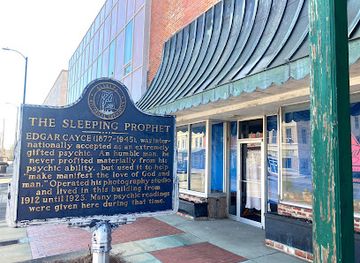 THE SLEEPING PROPHET
EDGAR CAYCE (1877-1945), was inter-
nationally accepted as an extremely
gifted psychic. An humble man, he
never profited materially from his
psychic ability, but used it to help
"make manifest the love of God and
man." Operated his photography studio
and lived in this building from
1912 until 1923. Many psychic readings
were given here during that time.